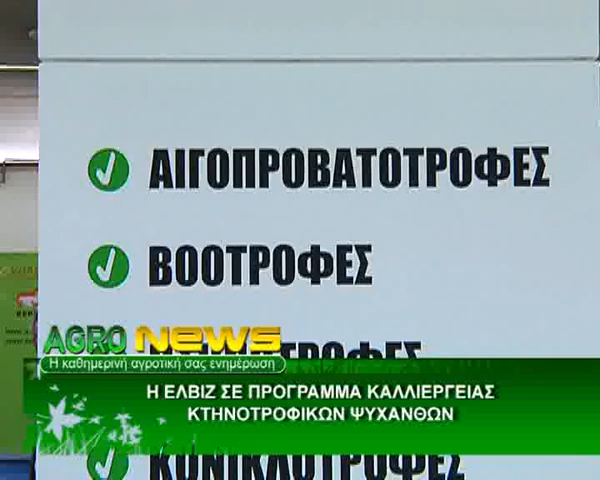 ΑΙΓΟΠΡΟΒΑΤΟΤΡΟΦΕΣ
ΒΟΟΤΡΟΦΕΣ
AGRO NEWS
Η καθημερινή αγροτική σας ενημέρωση
Η ΕΛΒΙΖ ΣΕ ΠΡΟΓΡΑΜΜΑ ΚΑΛΛΙΕΡΓΕΙΑΣ
ΚΤΗΝΟΤΡΟΦΙΚΩΝ ΨΥΧΑΝΘΩΝ
ΚΟΝΙΚΛΟΤΡΟΦΕΣ